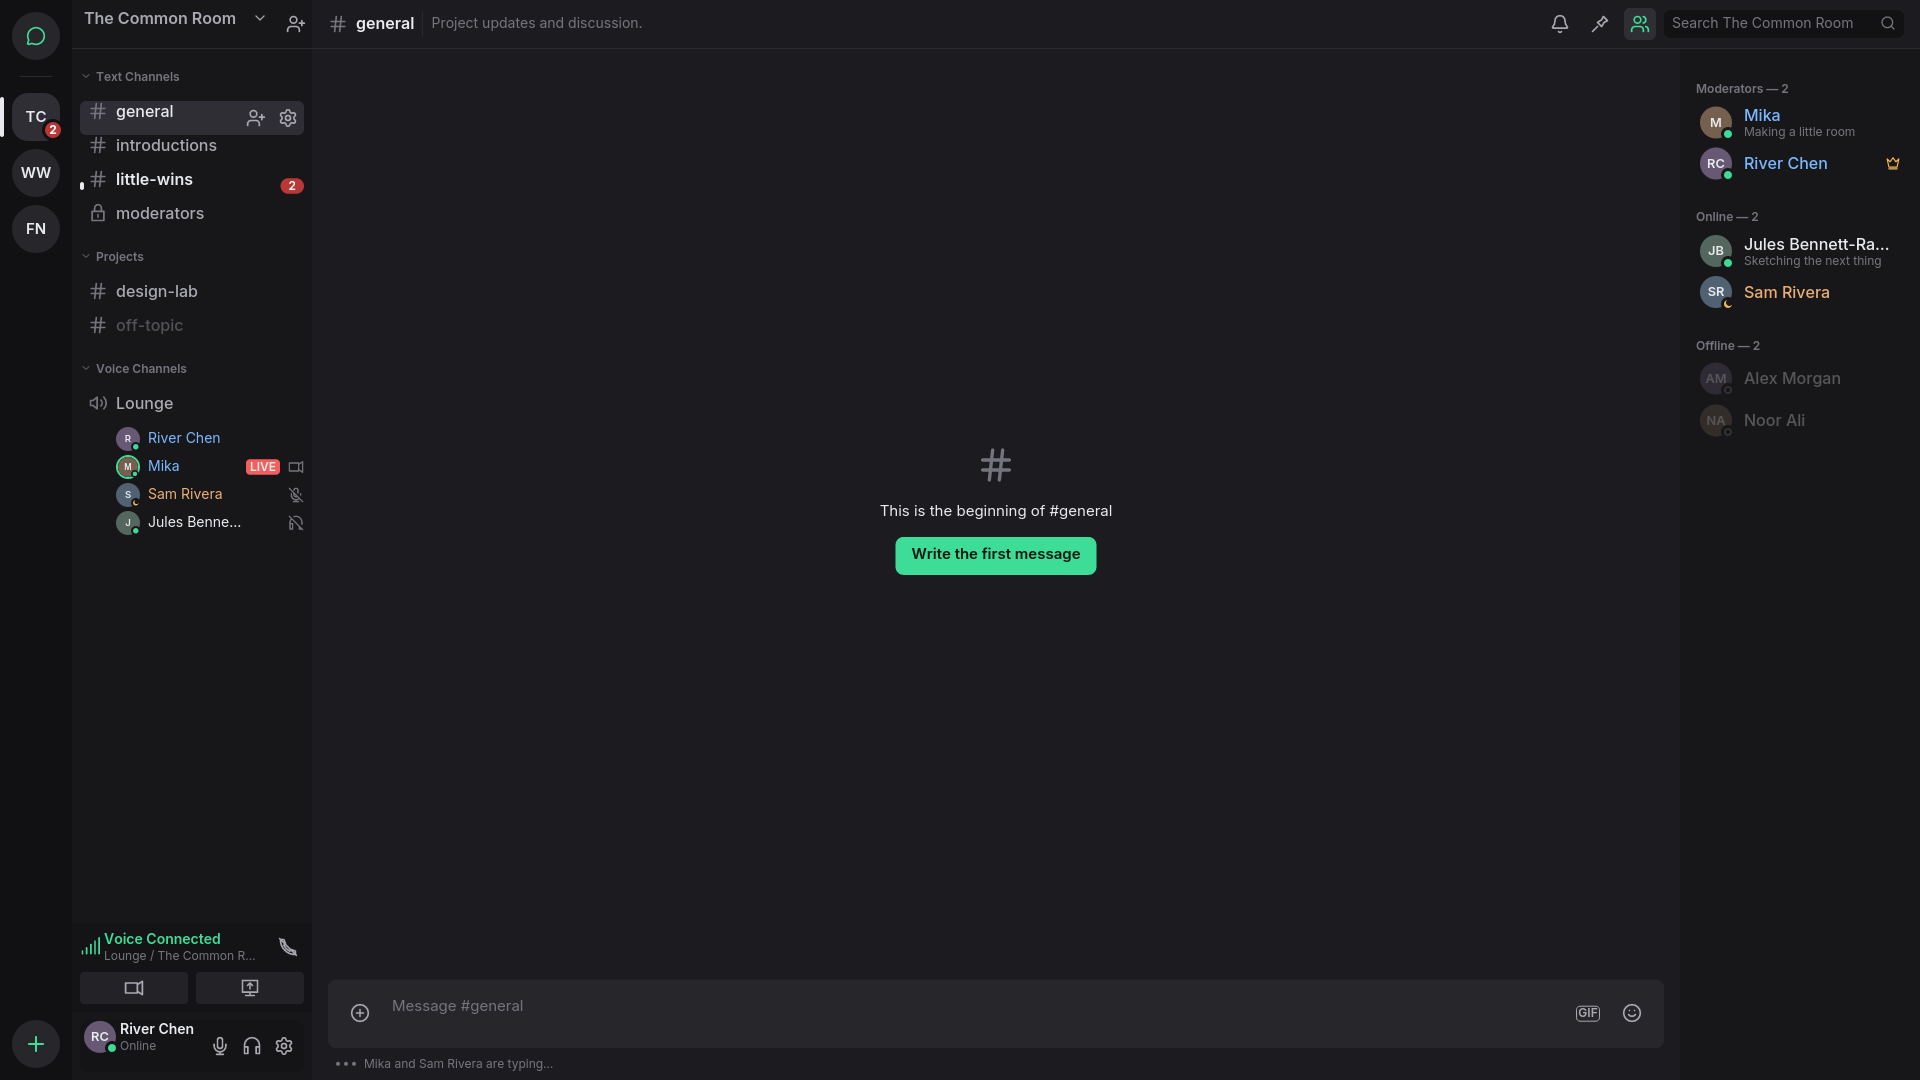 TC
2
WW
FN
The Common Room
Text Channels
general
introductions
little-wins
2
moderators
Projects
design-lab
off-topic
Voice Channels
Lounge
R
River Chen
M
Mika
LIVE
S
Sam Rivera
J
Jules Benne...
Voice Connected
Lounge / The Common R...
RC
River Chen
Online
general
Project updates and discussion.
Search The Common Room
This is the beginning of #general
Write the first message
Message #general
GIF
Mika and Sam Rivera are typing...
Moderators — 2
M
Mika
Making a little room
RC
River Chen
Online — 2
JB
Jules Bennett-Ra...
Sketching the next thing
SR
Sam Rivera
Offline — 2
AM
Alex Morgan
NA
Noor Ali